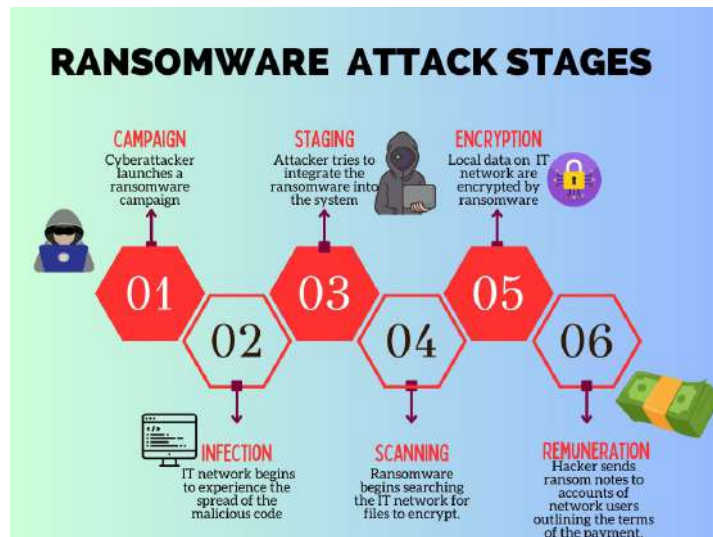 RANSOMWARE ATTACK STAGES
CAMPAIGN
Cyberattacker
launches a
ransomware
campaign
STAGING
Attacker tries to
integrate the
ransomware into
the system
ENCRYPTION
Local data on IT
network are
encrypted by
ransomware
01
02
03
04
05
06
INFECTION
IT network begins
to experience the
spread of the
malicious code
SCANNING
Ransomware
begins searching
the IT network for
files to encrypt.
REMUNERATION
Hacker sends
ransom notes to
accounts of
network users
outlining the terms
of the payment.